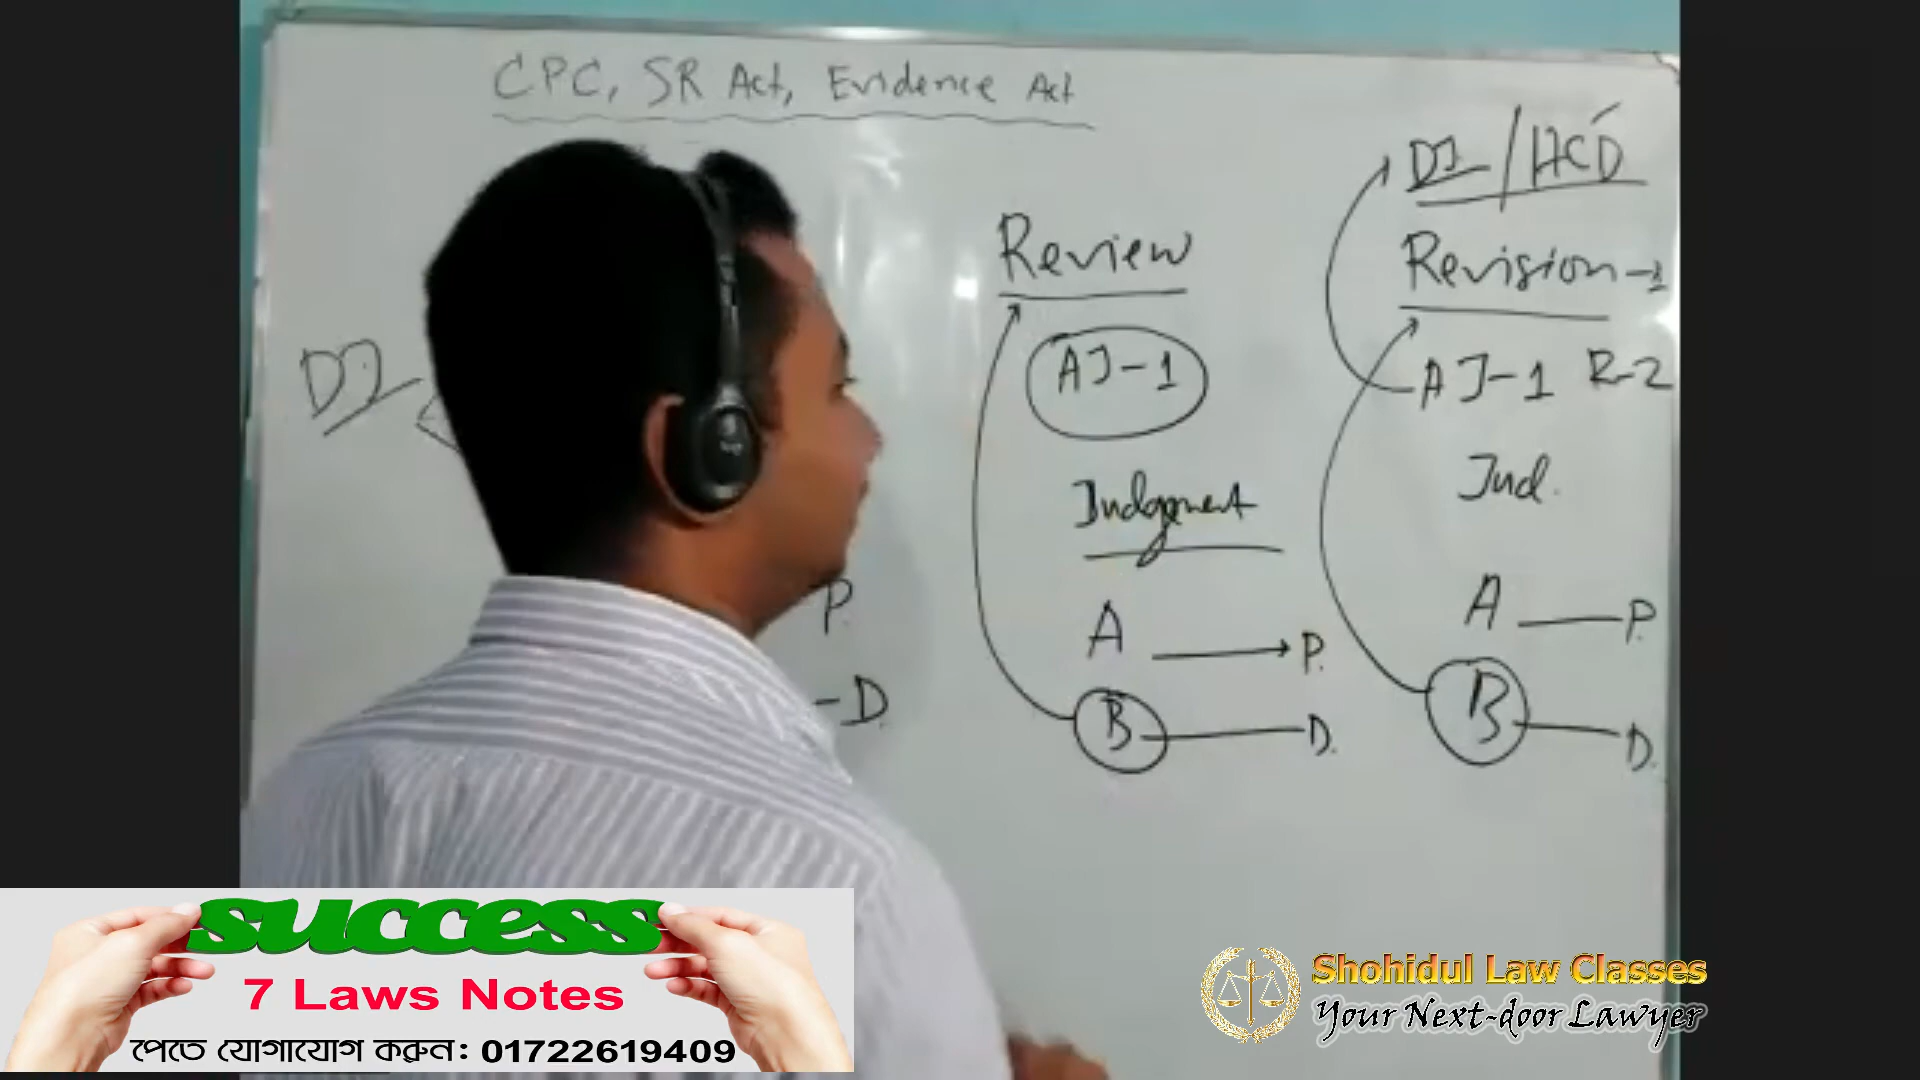 CPC, SR Act, Evidence Act
DJ
P.
- D
Review
AJ-1
Judgment
A → P.
B — D.
DJ / HCD
Revision → 1
AJ-1 R-2
Jud.
A — P.
B — D.
success
7 Laws Notes
পেতে যোগাযোগ করুন: 01722619409
Shohidul Law Classes
Your Next-door Lawyer